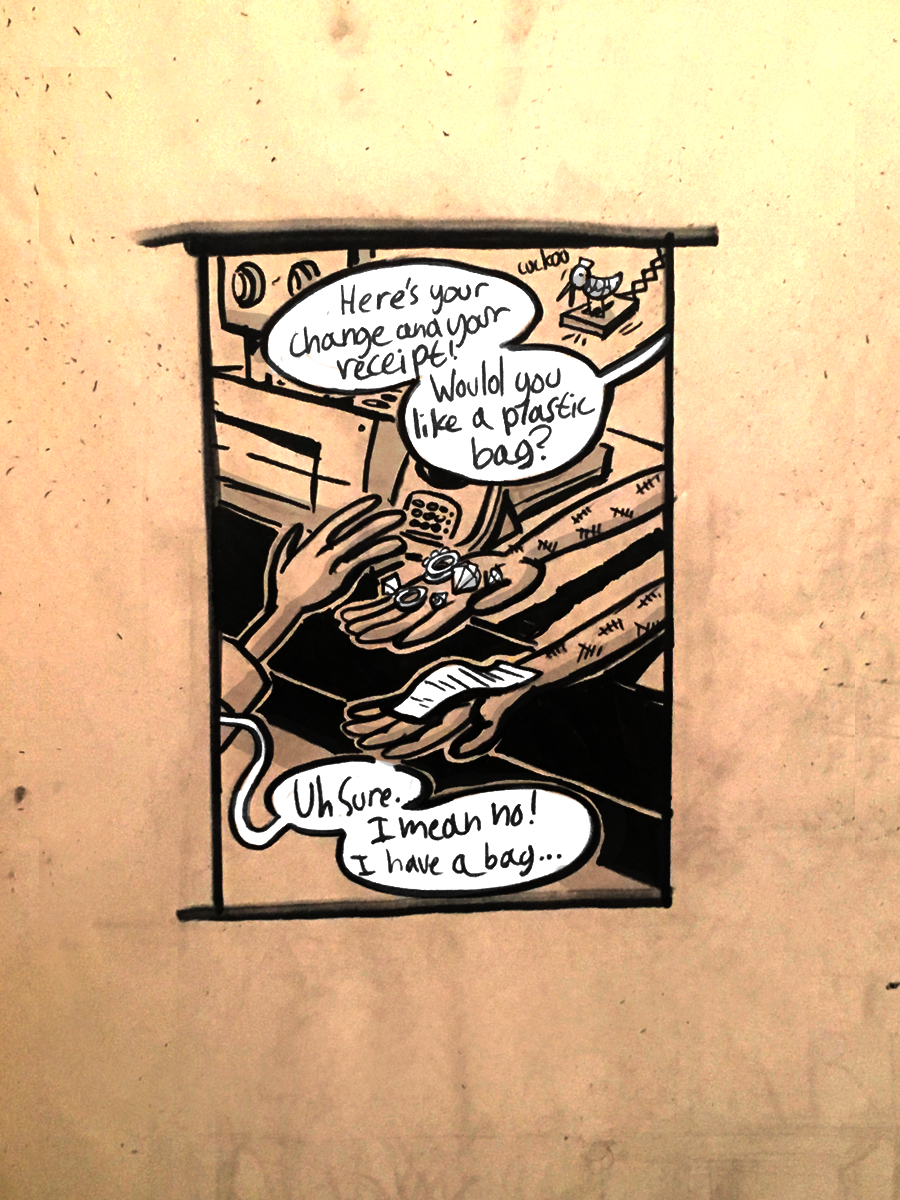 cuckoo
Here's your
change and your
receipt!
Would you
like a plastic
bag?
Uh Sure.
I mean no!
I have a bag...